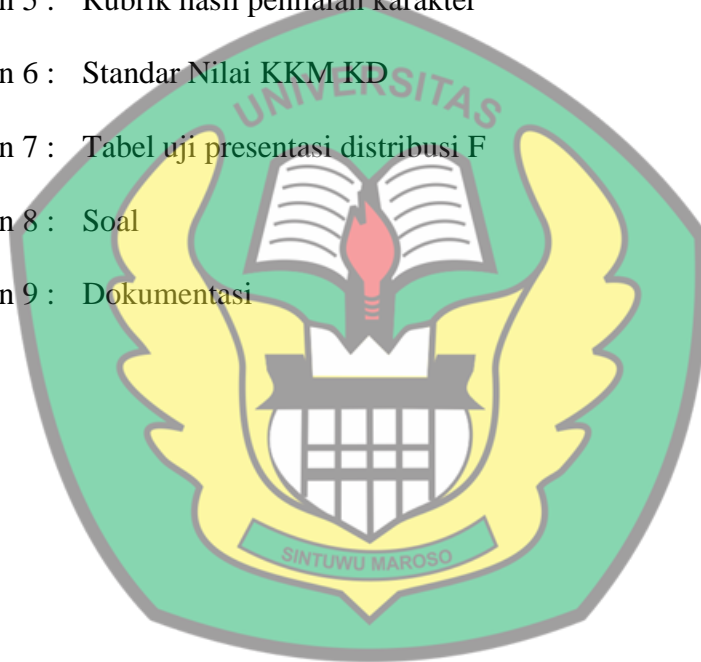 n 5 : Rubrik hasil penilaian karakter
n 6 : Standar Nilai KKM KD
UNIVERSITAS
n 7 : Tabel uji presentasi distribusi F
n 8 : Soal
n 9 : Dokumentasi
SINTUWU MAROSO